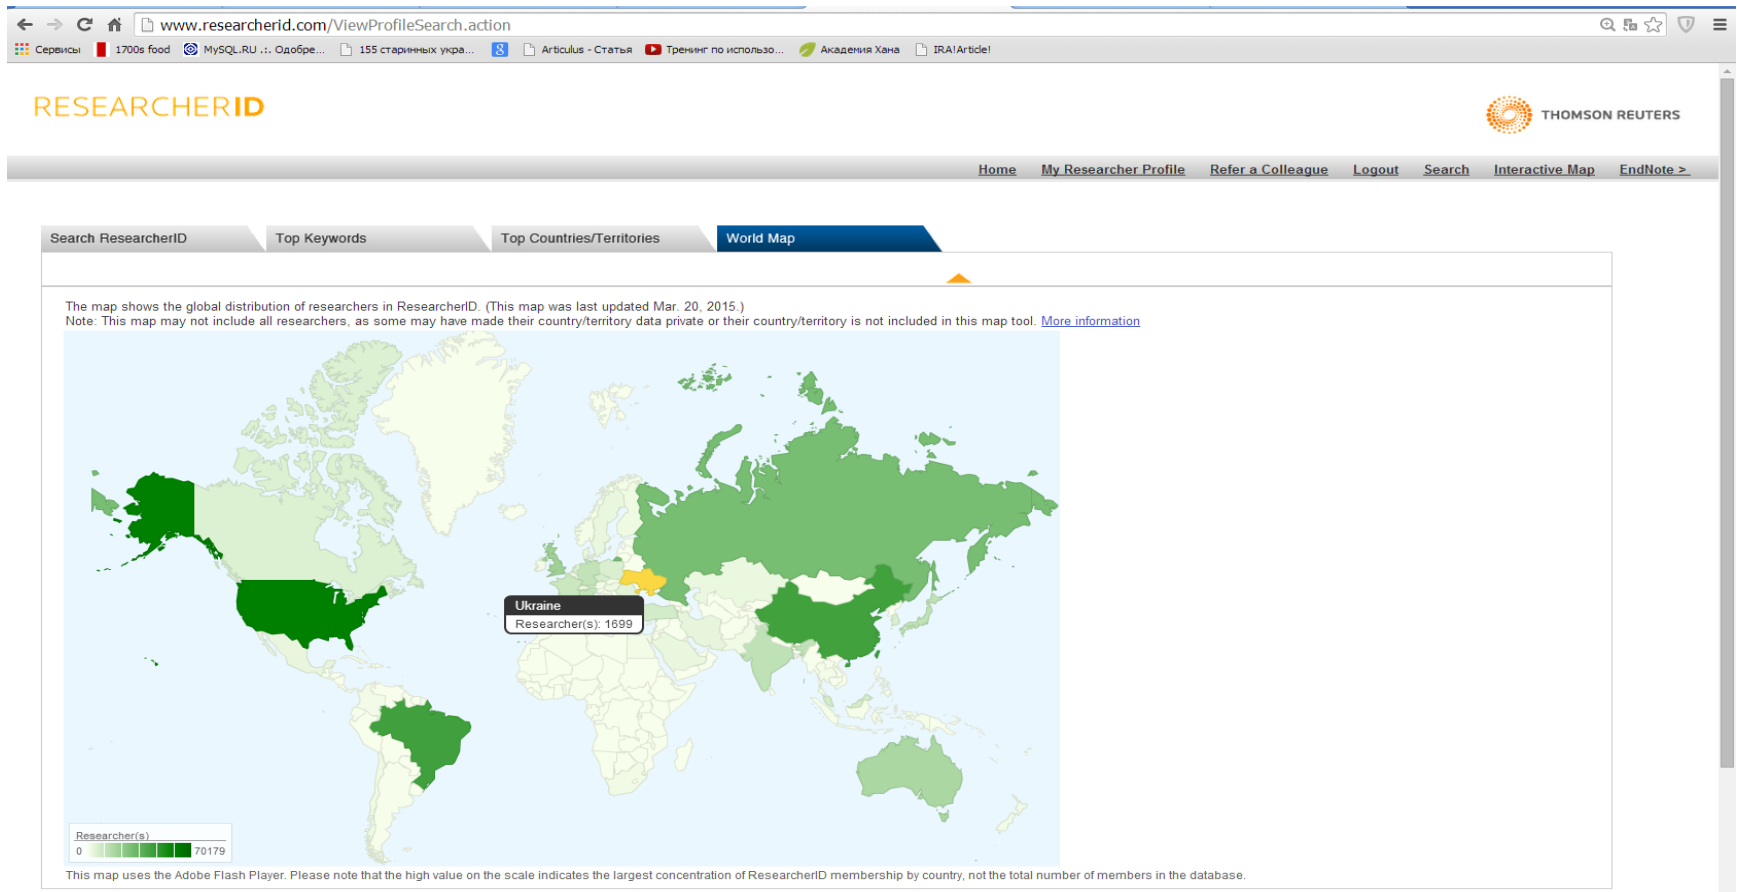 www.researcherid.com/ViewProfileSearch.action
Сервисы 1700s food MySQL.RU .:. Одобре... 155 старинных укра... 8 Articulus - Статья Тренинг по использо... Академия Хана IRA!Article!
RESEARCHERID
THOMSON REUTERS
Home My Researcher Profile Refer a Colleague Logout Search Interactive Map EndNote >
Search ResearcherID Top Keywords Top Countries/Territories World Map
The map shows the global distribution of researchers in ResearcherID. (This map was last updated Mar. 20, 2015.)
Note: This map may not include all researchers, as some may have made their country/territory data private or their country/territory is not included in this map tool. More information
Ukraine
Researcher(s): 1699
Researcher(s)
0 70179
This map uses the Adobe Flash Player. Please note that the high value on the scale indicates the largest concentration of ResearcherID membership by country, not the total number of members in the database.